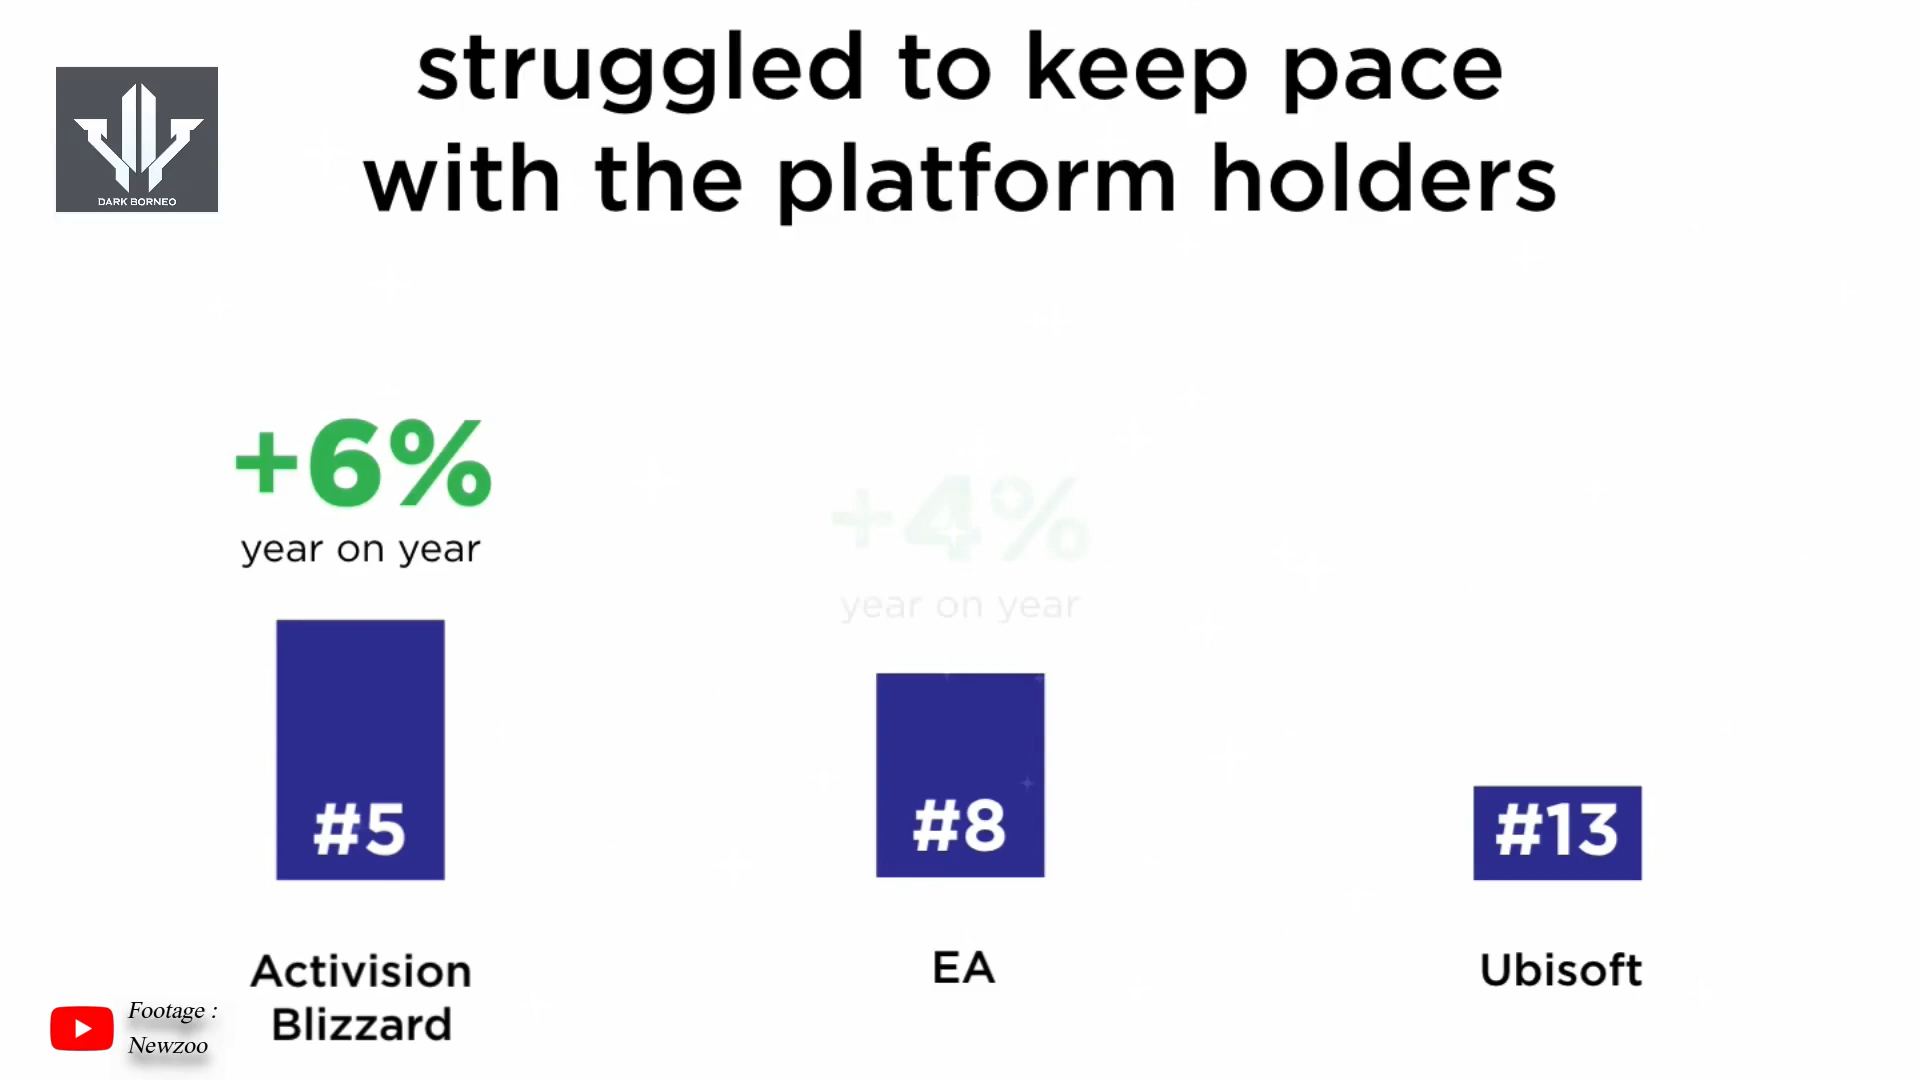 struggled to keep pace
with the platform holders
DARK BORNEO
+6%
year on year
+4%
year on year
#5
#8
#13
Activision
Blizzard
EA
Ubisoft
Footage :
Newzoo